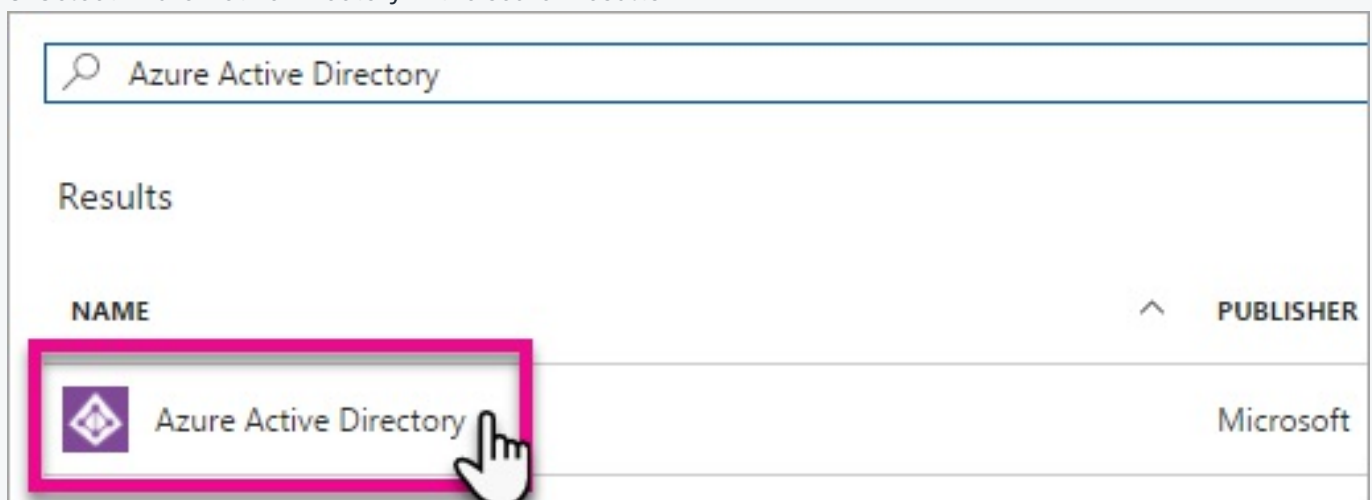 Azure Active Directory
Results
NAME PUBLISHER
Azure Active Directory Microsoft